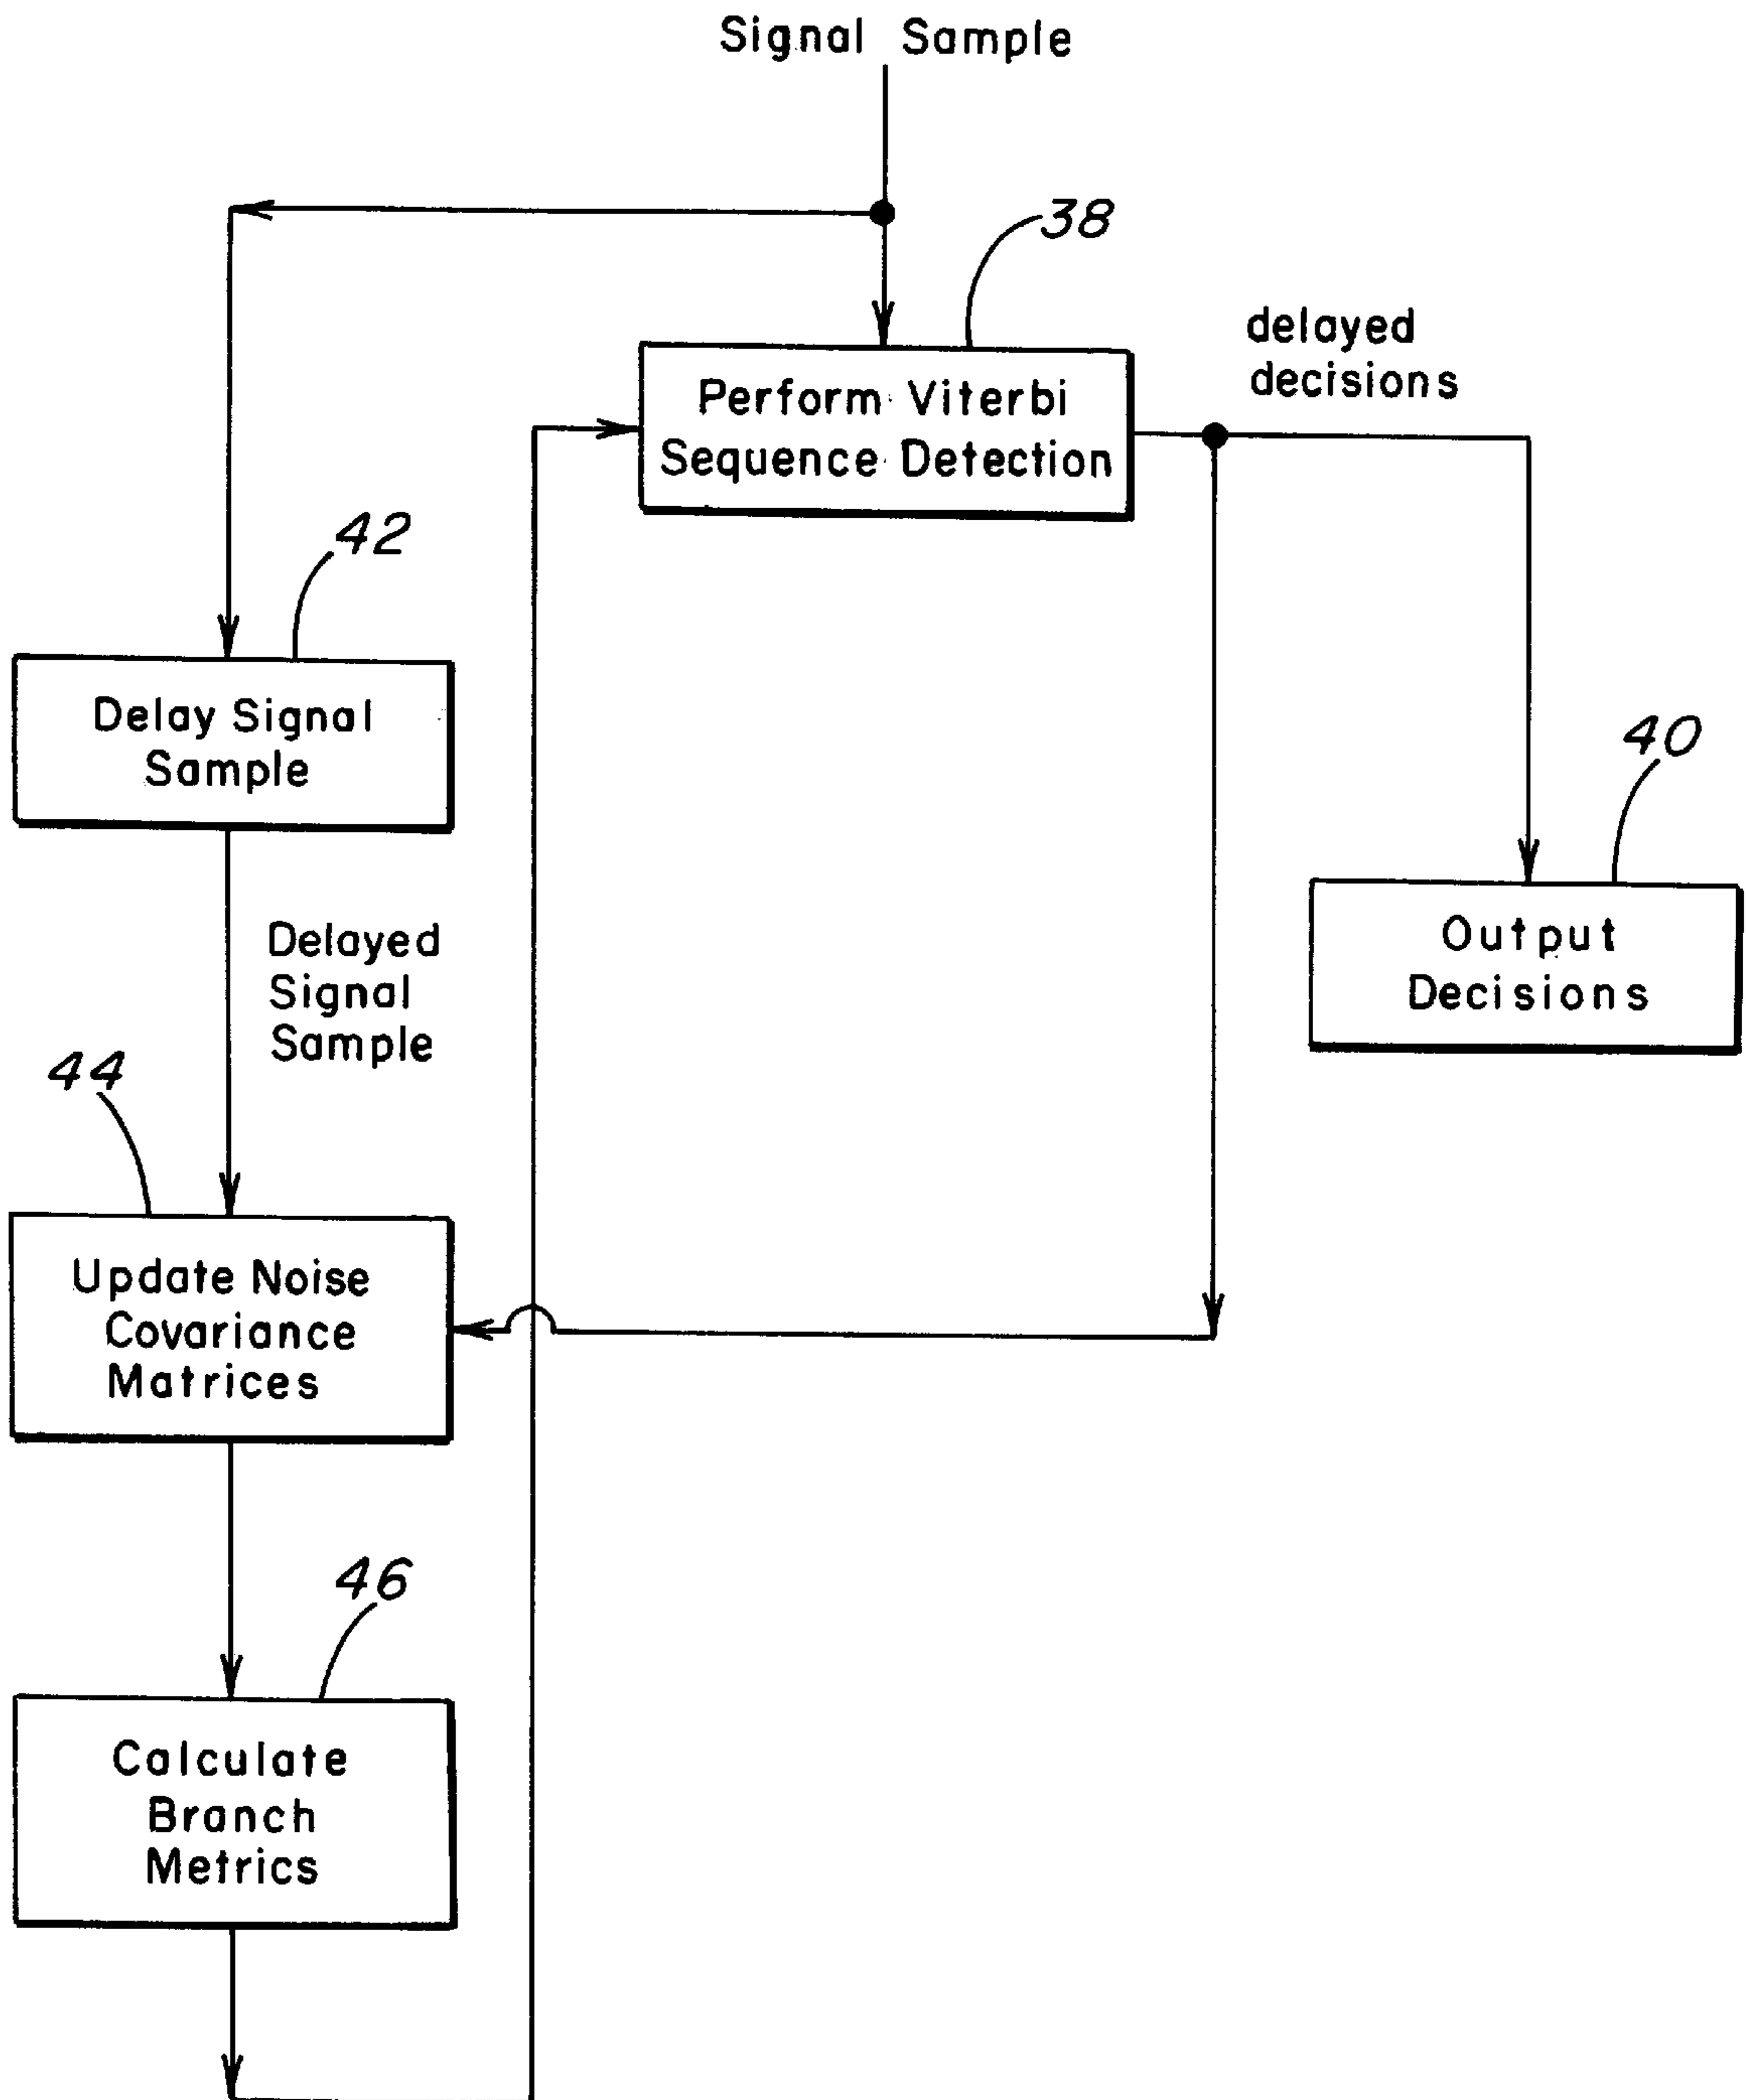 Signal Sample
38
delayed
decisions
Perform Viterbi
Sequence Detection
42
Delay Signal
Sample
40
Output
Decisions
Delayed
Signal
Sample
44
Update Noise
Covariance
Matrices
46
Calculate
Branch
Metrics